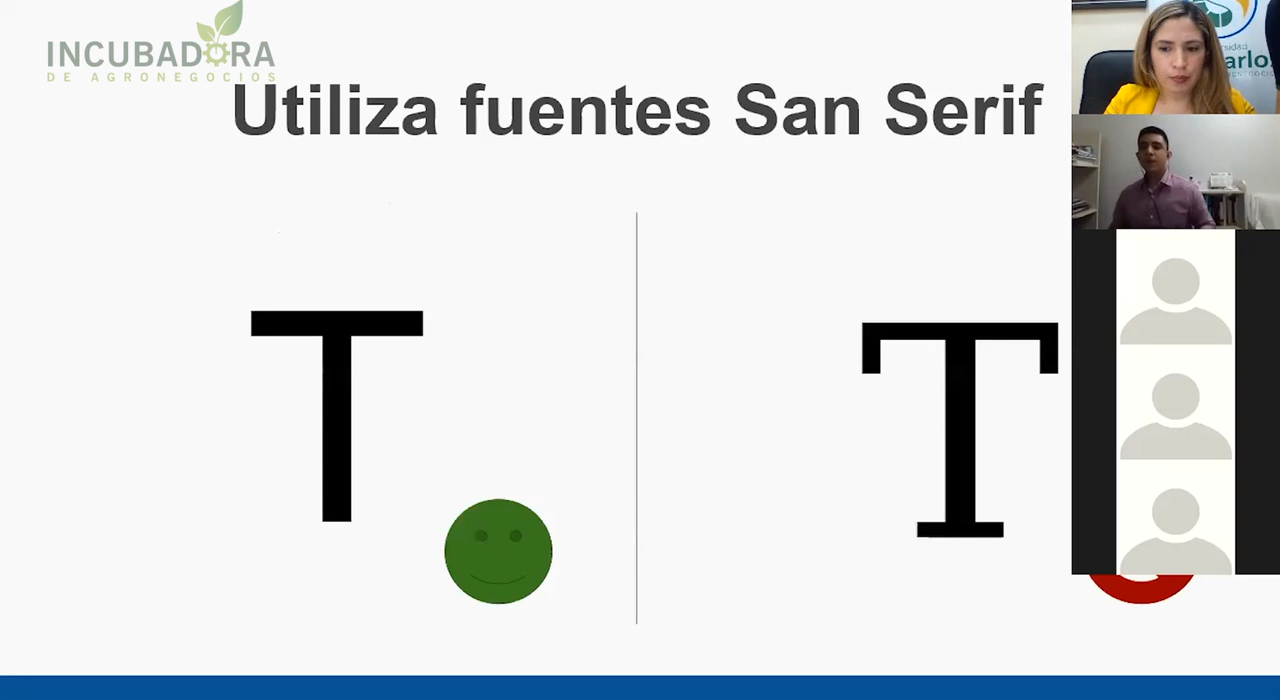 INCUBADORA
DE AGRONEGOCIOS
Utiliza fuentes San Serif
T
T